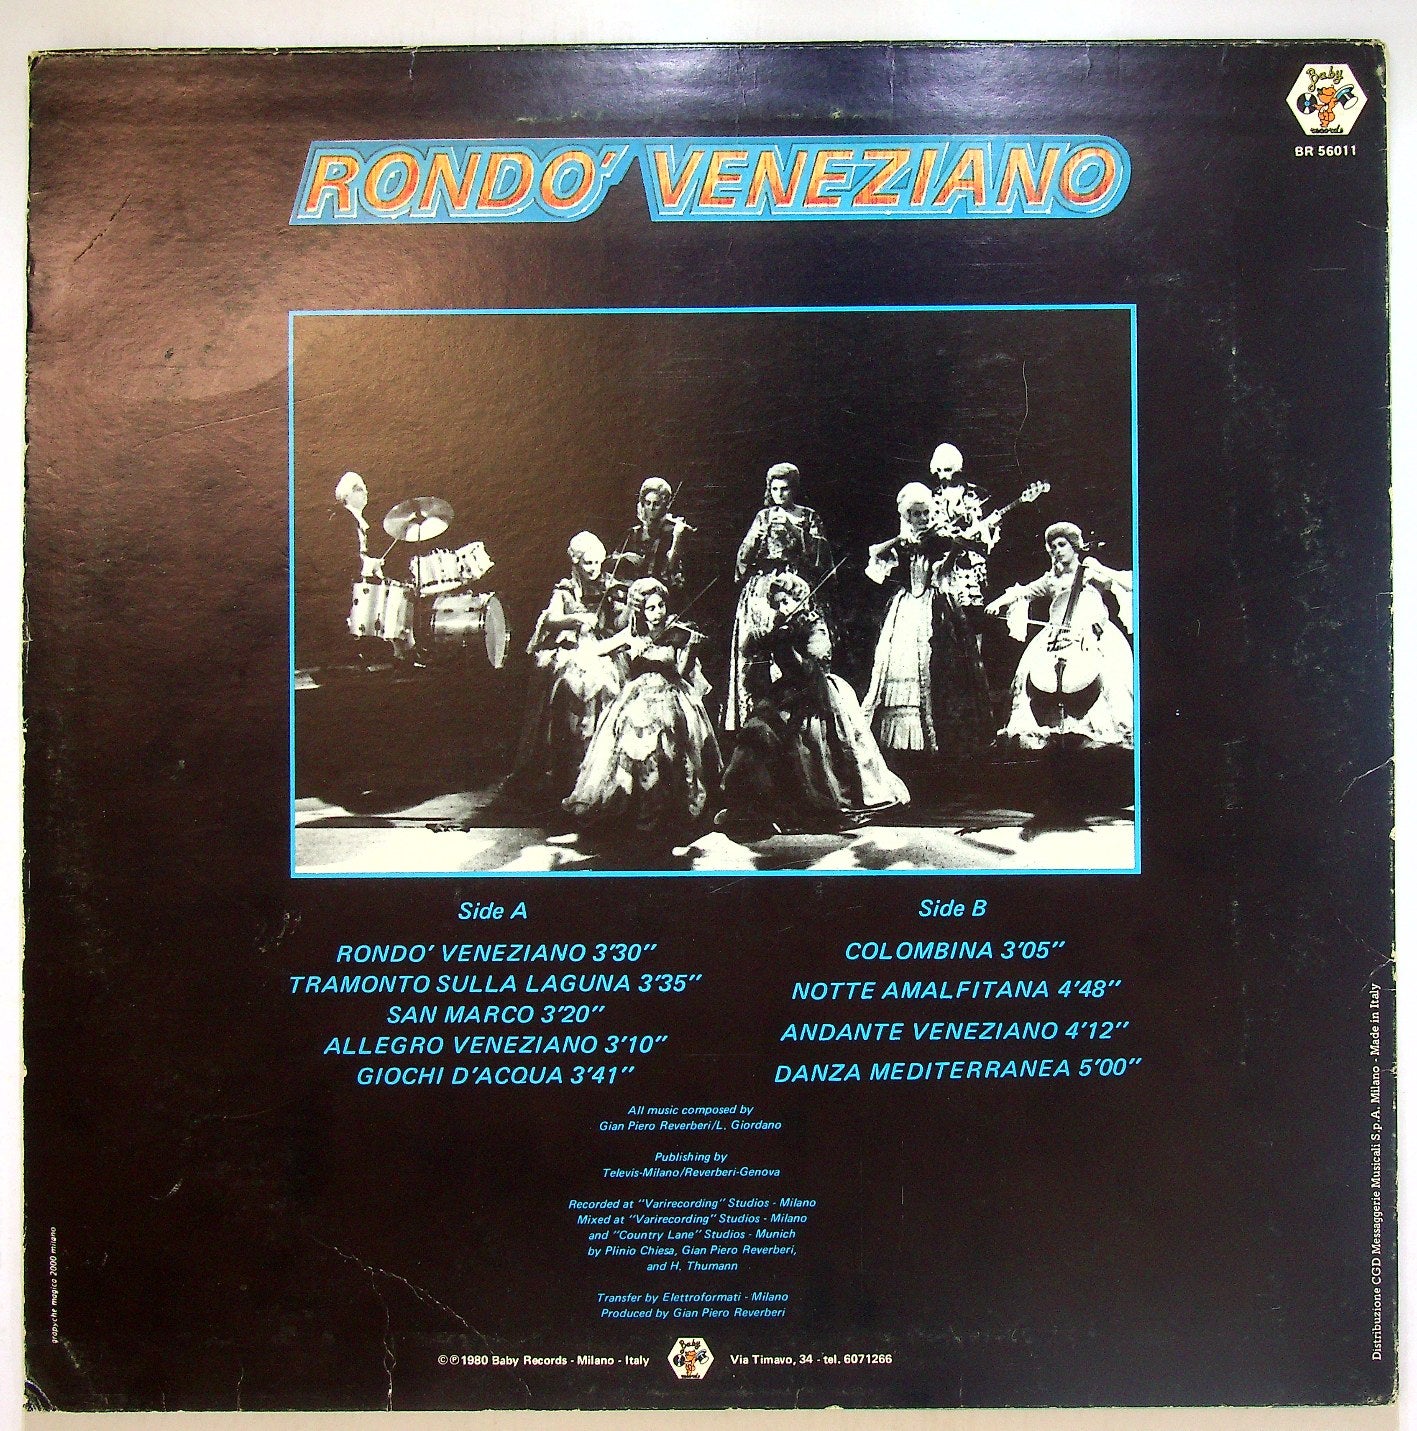 Baby
records
BR 56011
RONDO' VENEZIANO
Side A
RONDO' VENEZIANO 3'30"
TRAMONTO SULLA LAGUNA 3'35"
SAN MARCO 3'20"
ALLEGRO VENEZIANO 3'10"
GIOCHI D'ACQUA 3'41"
Side B
COLOMBINA 3'05"
NOTTE AMALFITANA 4'48"
ANDANTE VENEZIANO 4'12"
DANZA MEDITERRANEA 5'00"
All music composed by
Gian Piero Reverberi/L. Giordano
Publishing by
Televis-Milano/Reverberi-Genova
Recorded at "Varirecording" Studios - Milano
Mixed at "Varirecording" Studios - Milano
and "Country Lane" Studios - Munich
by Plinio Chiesa, Gian Piero Reverberi,
and H. Thumann
Transfer by Elettroformati - Milano
Produced by Gian Piero Reverberi
©℗1980 Baby Records - Milano - Italy
Baby
records
Via Timavo, 34 - tel. 6071266
magica 2000 milano
Distribuzione CGD Messaggerie Musicali S.p.A. Milano - Made in Italy